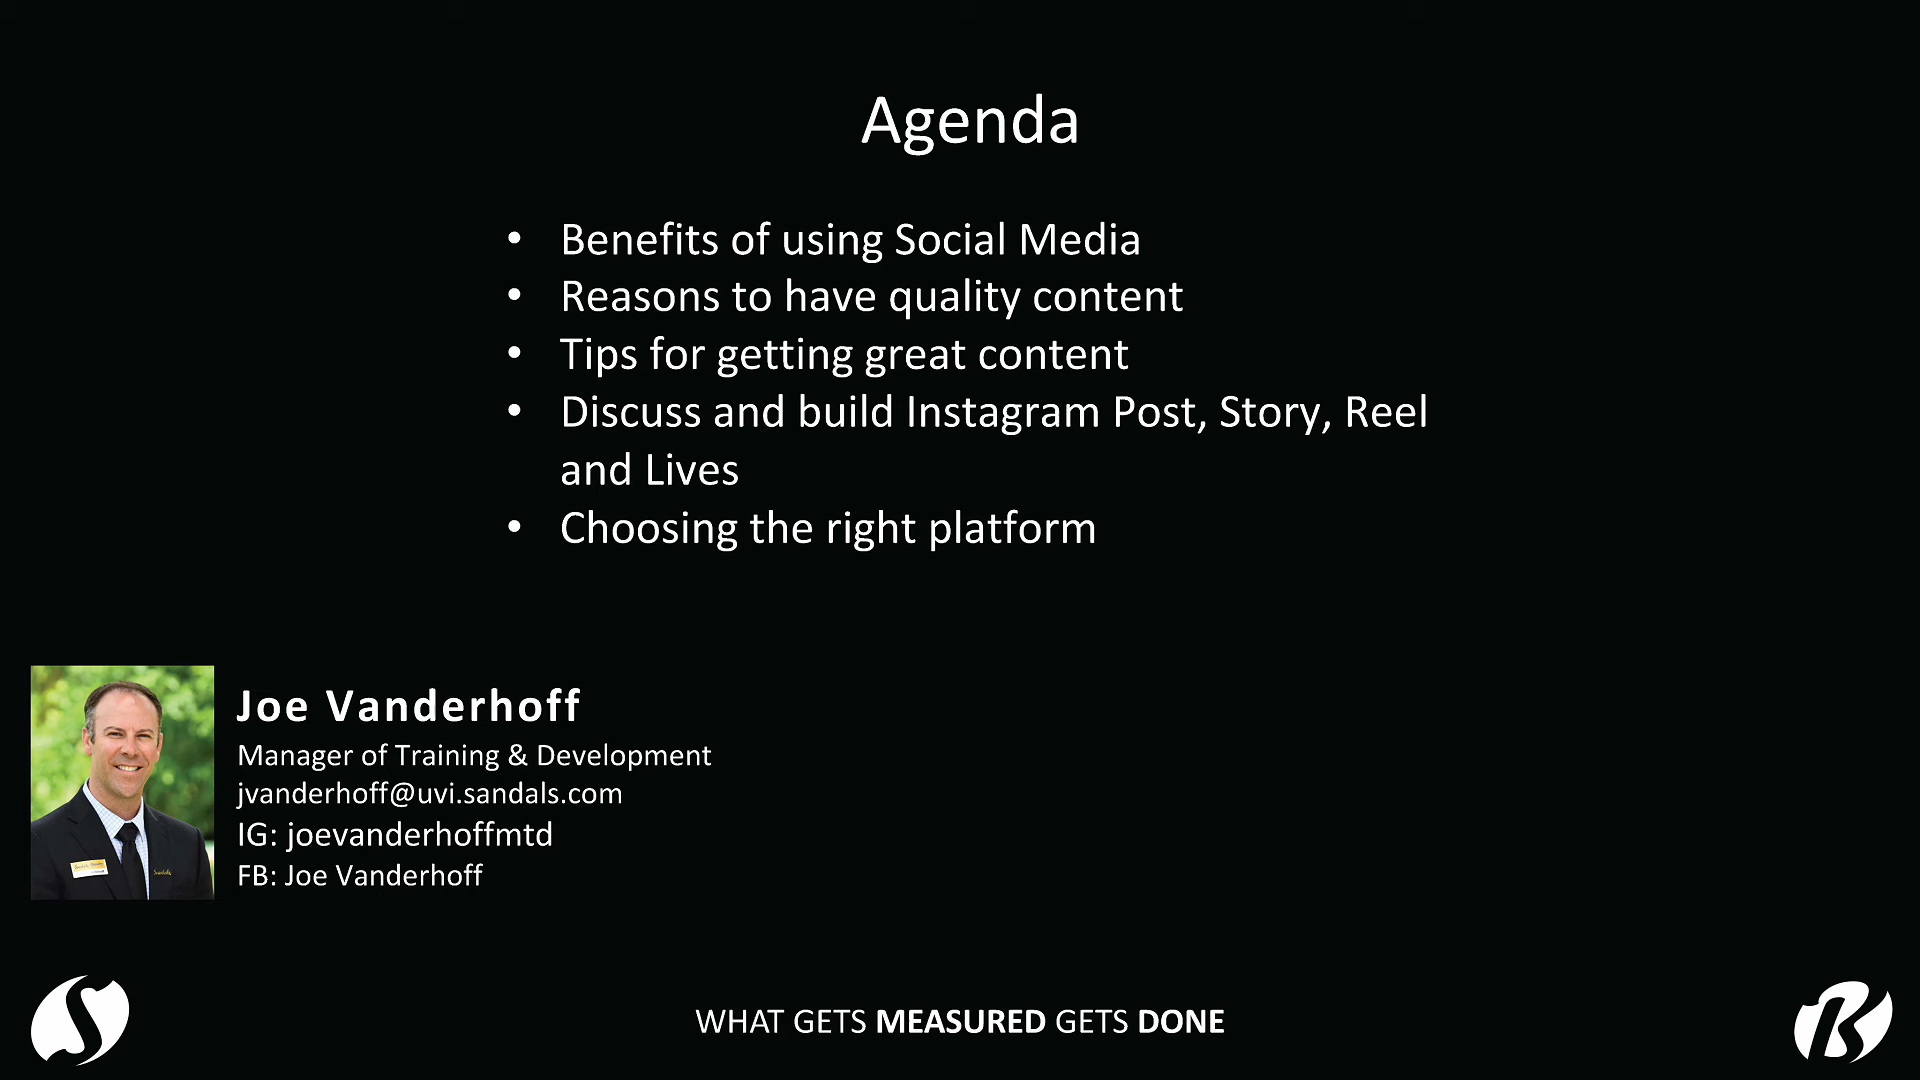 Agenda
• Benefits of using Social Media
• Reasons to have quality content
• Tips for getting great content
• Discuss and build Instagram Post, Story, Reel
and Lives
• Choosing the right platform
Joe Vanderhoff
Manager of Training & Development
jvanderhoff@uvi.sandals.com
IG: joevanderhoffmtd
FB: Joe Vanderhoff
S
WHAT GETS MEASURED GETS DONE
B